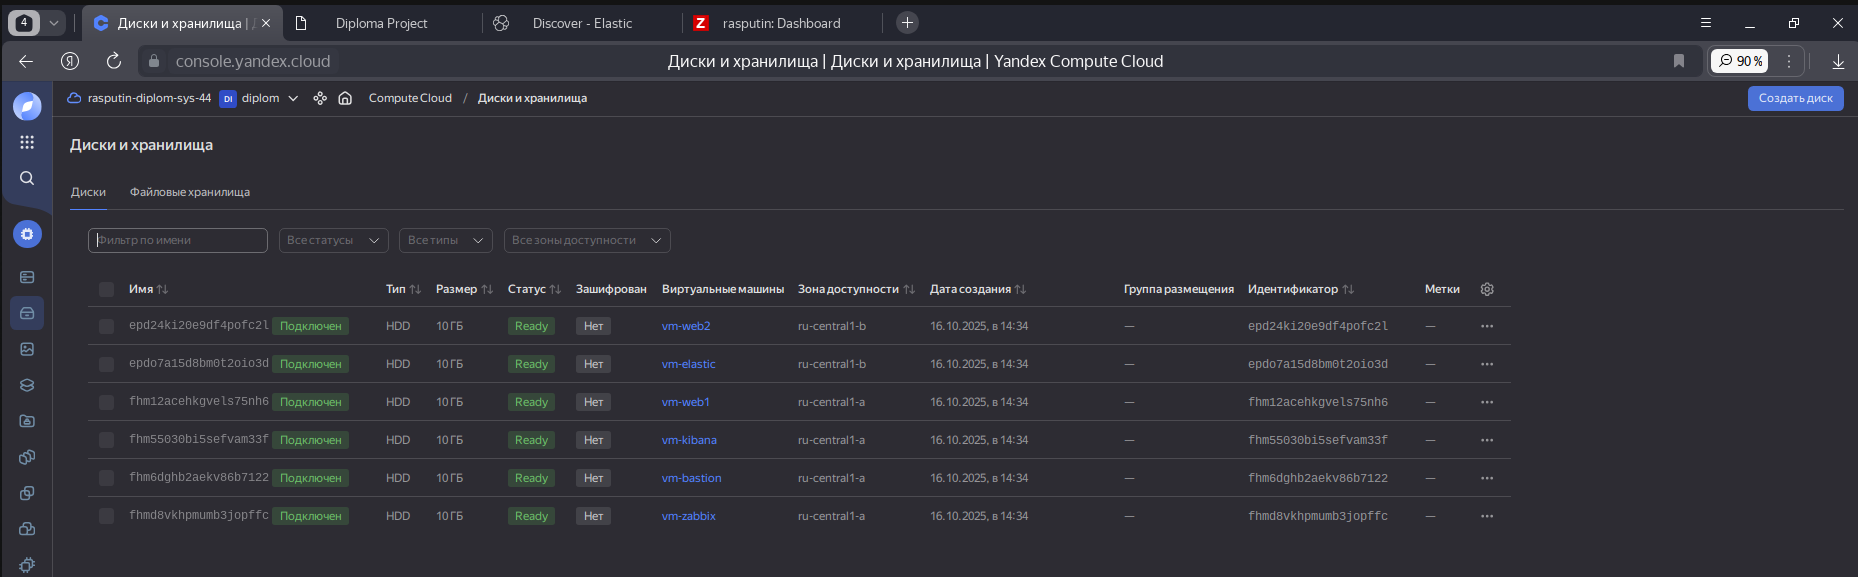 4
Диски и хранилища |
Diploma Project
Discover - Elastic
Z rasputin: Dashboard
Я
console.yandex.cloud
Диски и хранилища | Диски и хранилища | Yandex Compute Cloud
90 %
rasputin-diplom-sys-44 DI diplom Compute Cloud / Диски и хранилища
Создать диск
Диски и хранилища
Диски Файловые хранилища
Фильтр по имени Все статусы Все типы Все зоны доступности
Имя Тип Размер Статус Зашифрован Виртуальные машины Зона доступности Дата создания Группа размещения Идентификатор Метки
epd24ki20e9df4pofc2l Подключен HDD 10 ГБ Ready Нет vm-web2 ru-central1-b 16.10.2025, в 14:34 — epd24ki20e9df4pofc2l —
epdo7a15d8bm0t2oio3d Подключен HDD 10 ГБ Ready Нет vm-elastic ru-central1-b 16.10.2025, в 14:34 — epdo7a15d8bm0t2oio3d —
fhm12acehkgvels75nh6 Подключен HDD 10 ГБ Ready Нет vm-web1 ru-central1-a 16.10.2025, в 14:34 — fhm12acehkgvels75nh6 —
fhm55030bi5sefvam33f Подключен HDD 10 ГБ Ready Нет vm-kibana ru-central1-a 16.10.2025, в 14:34 — fhm55030bi5sefvam33f —
fhm6dghb2aekv86b7122 Подключен HDD 10 ГБ Ready Нет vm-bastion ru-central1-a 16.10.2025, в 14:34 — fhm6dghb2aekv86b7122 —
fhmd8vkhpmumb3jopffc Подключен HDD 10 ГБ Ready Нет vm-zabbix ru-central1-a 16.10.2025, в 14:34 — fhmd8vkhpmumb3jopffc —